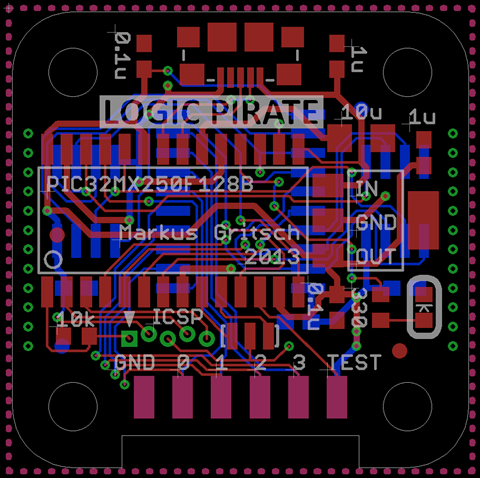 0.1u
1u
LOGIC PIRATE
10u
1u
PIC32MX250F128B
IN
Markus Gritsch
GND
2013
OUT
0.1u
330
K
10k
ICSP
GND 0 1 2 3 TEST